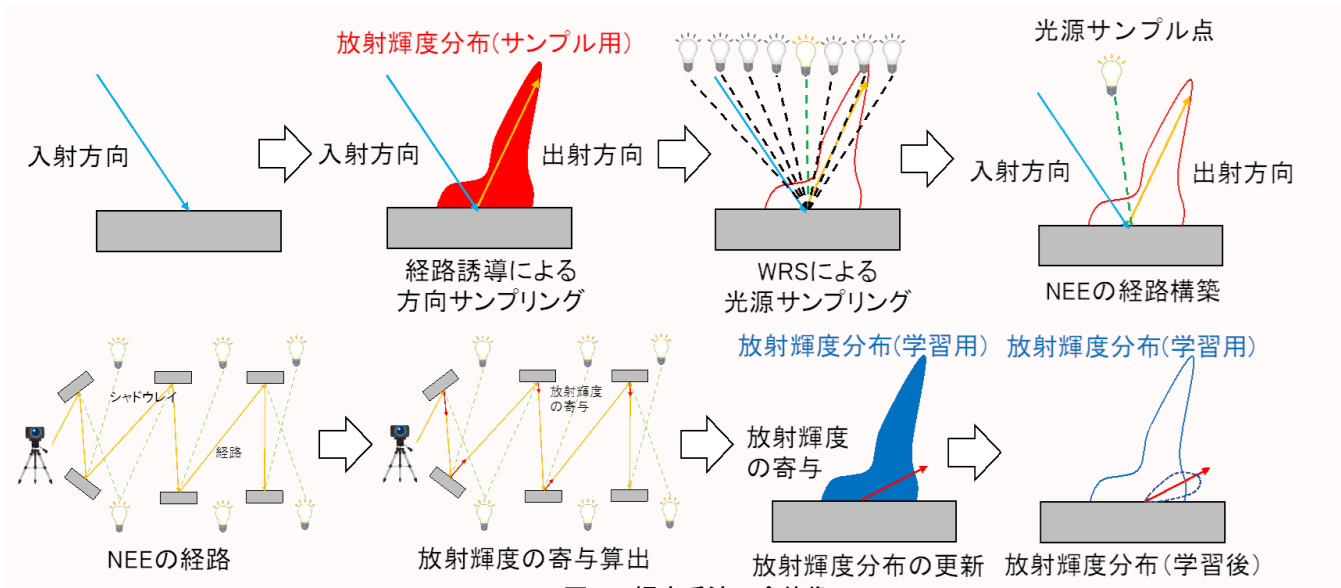 放射輝度分布(サンプル用)
光源サンプル点
入射方向
入射方向
出射方向
入射方向
出射方向
経路誘導による
方向サンプリング
WRSによる
光源サンプリング
NEEの経路構築
シャドウレイ
経路
NEEの経路
放射輝度
の寄与
放射輝度の寄与算出
放射輝度分布(学習用)
放射輝度
の寄与
放射輝度分布の更新
放射輝度分布(学習用)
放射輝度分布(学習後)